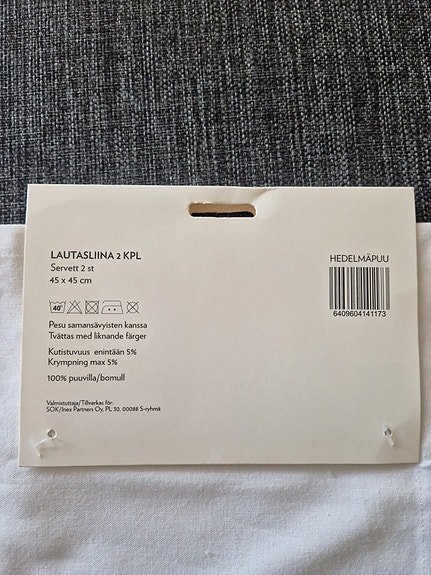 LAUTASLIINA 2 KPL
Servett 2 st
45 x 45 cm
40°
Pesu samansävyisten kanssa
Tvättas med liknande färger
Kutistuvuus enintään 5%
Krympning max 5%
100% puuvilla/bomull
Valmistuttaja/Tillverkas för:
SOK/Inex Partners Oy, PL 30, 00088 S-ryhmä
HEDELMÄPUU
6409604141173